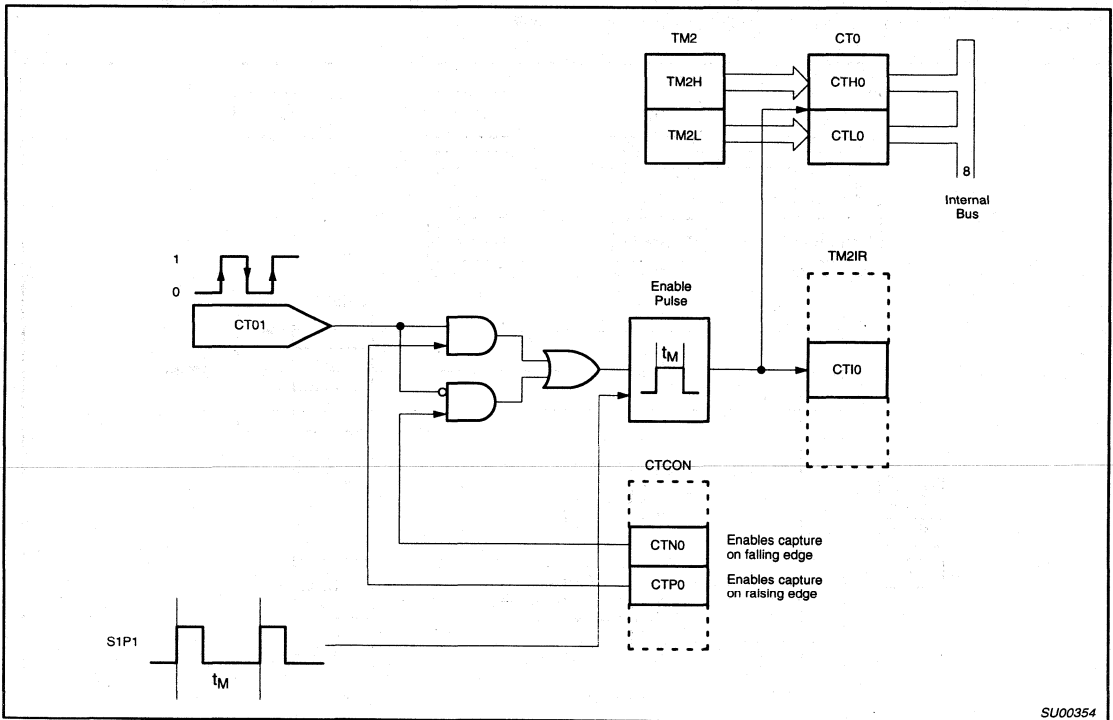 TM2
CT0
TM2H
CTH0
TM2L
CTL0
8
Internal
Bus
TM2IR
1
0
Enable
Pulse
CT01
tM
CTI0
CTCON
CTN0
Enables capture
on falling edge
CTP0
Enables capture
on raising edge
S1P1
tM
SU00354